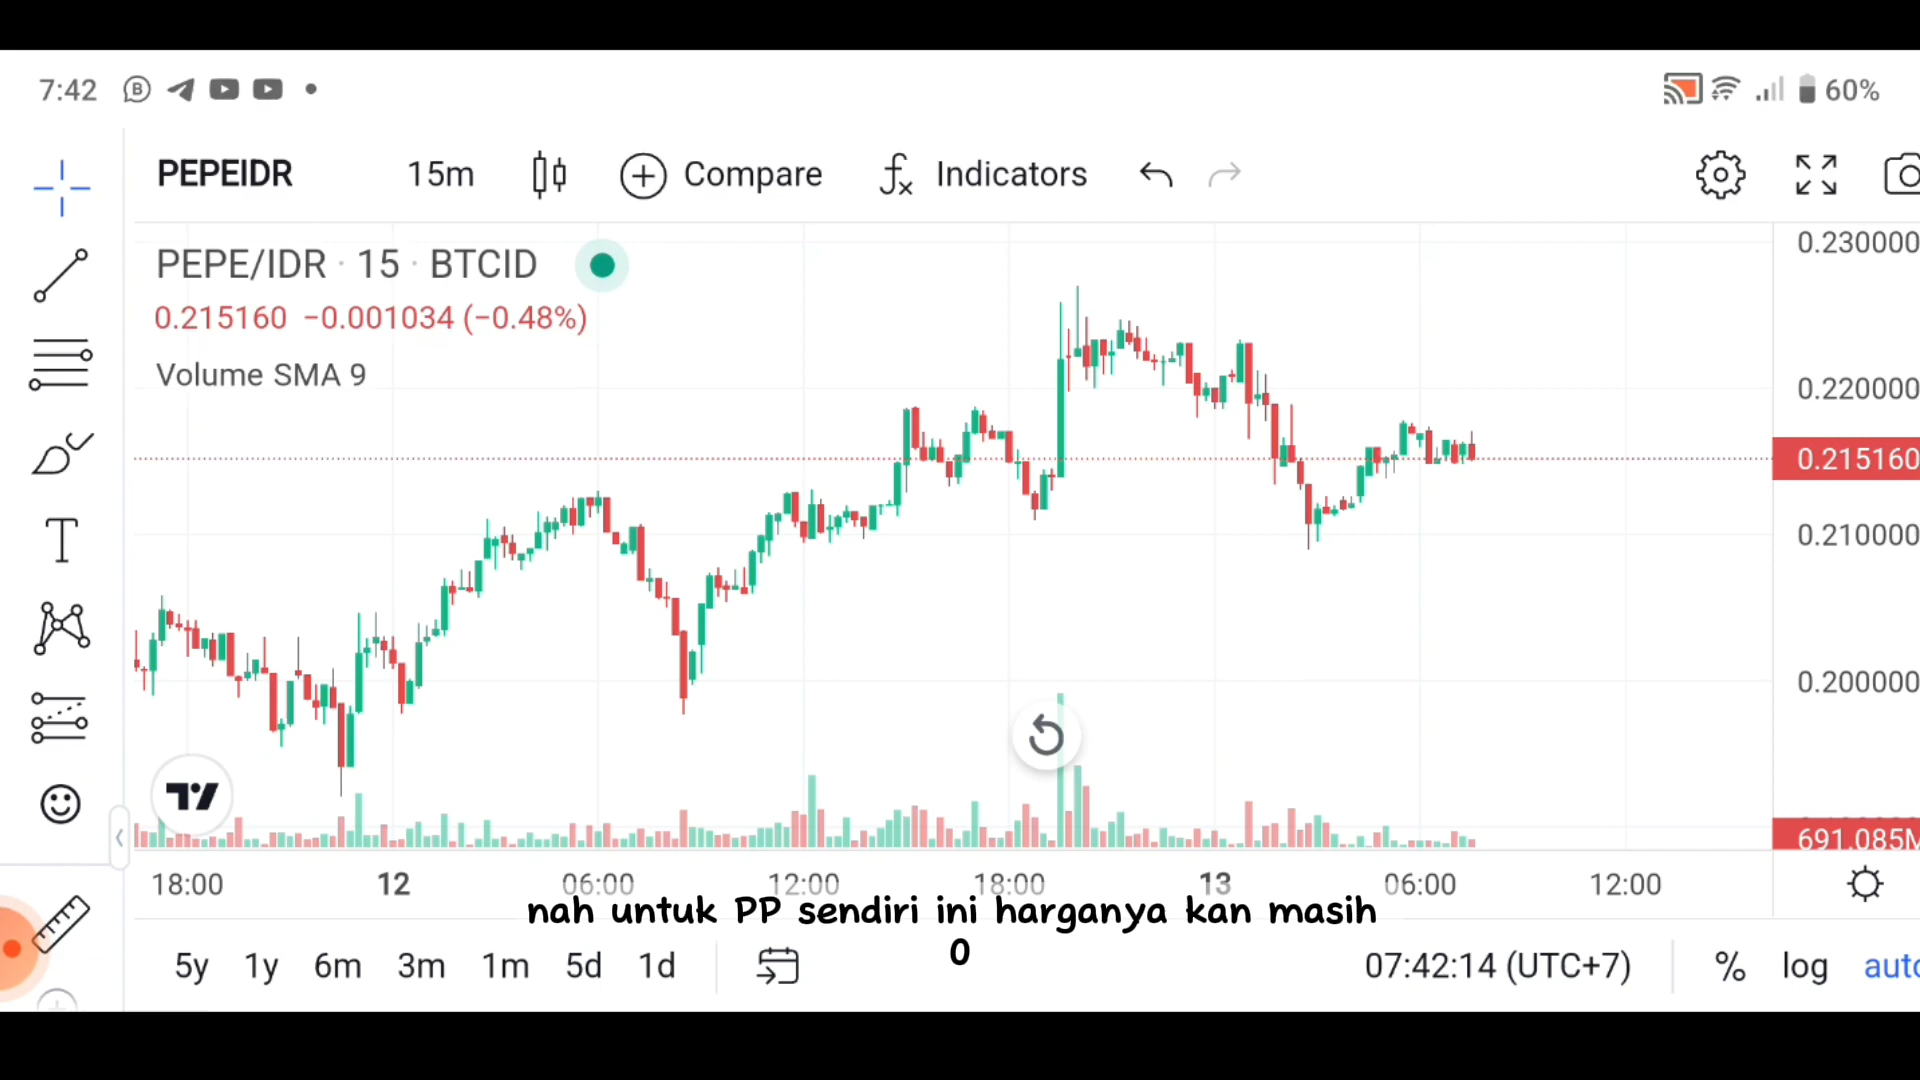 7:42
60%
PEPEIDR 15m Compare Indicators
PEPE/IDR · 15 · BTCID
0.215160 −0.001034 (−0.48%)
Volume SMA 9
0.230000
0.220000
0.215160
0.210000
0.200000
691.085M
18:00 12 06:00 12:00 18:00 13 06:00 12:00
nah untuk PP sendiri ini harganya kan masih
0
5y 1y 6m 3m 1m 5d 1d 07:42:14 (UTC+7) % log auto